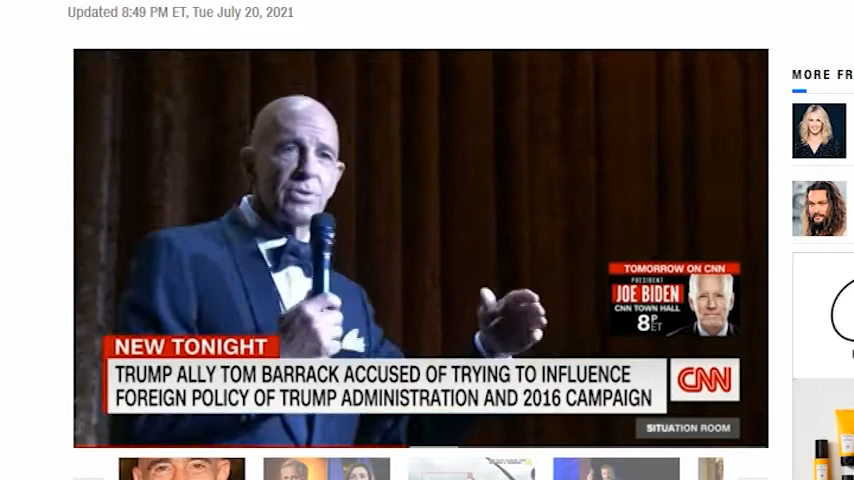 Updated 8:49 PM ET, Tue July 20, 2021
MORE FR
TOMORROW ON CNN
PRESIDENT
JOE BIDEN
CNN TOWN HALL
8P ET
NEW TONIGHT
TRUMP ALLY TOM BARRACK ACCUSED OF TRYING TO INFLUENCE
FOREIGN POLICY OF TRUMP ADMINISTRATION AND 2016 CAMPAIGN
CNN
SITUATION ROOM